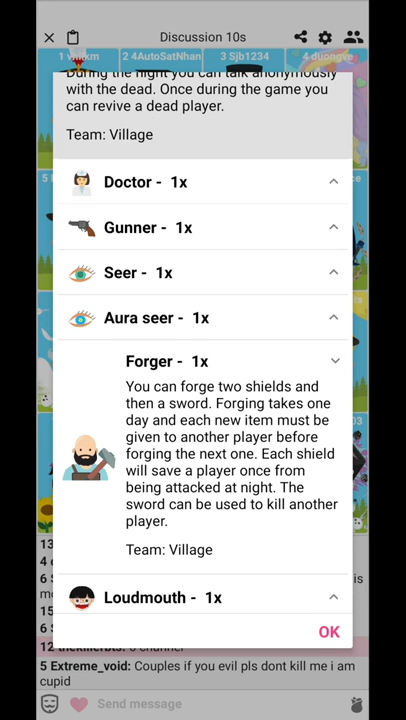 Discussion 10s
1 vmkxm 2 4AutoSatNhan 3 Sjb1234 4 duongve
During the night you can talk anonymously
with the dead. Once during the game you
can revive a dead player.
Team: Village
Doctor - 1x
Gunner - 1x
Seer - 1x
Aura seer - 1x
Forger - 1x
You can forge two shields and
then a sword. Forging takes one
day and each new item must be
given to another player before
forging the next one. Each shield
will save a player once from
being attacked at night. The
sword can be used to kill another
player.
Team: Village
Loudmouth - 1x
OK
5 Extreme_void: Couples if you evil pls dont kill me i am
cupid
Send message